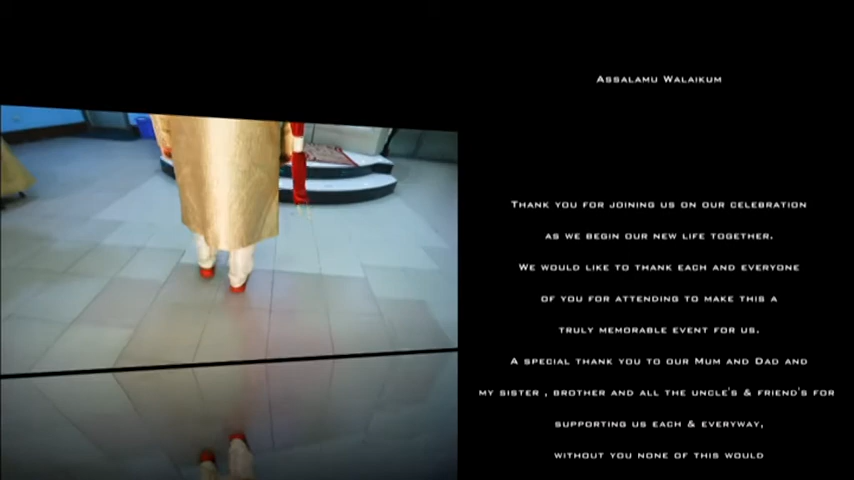 Assalamu Walaikum
Thank you for joining us on our celebration
as we begin our new life together.
We would like to thank each and everyone
of you for attending to make this a
truly memorable event for us.
A special thank you to our Mum and Dad and
my sister , brother and all the uncle's & friend's for
supporting us each & everyway,
without you none of this would